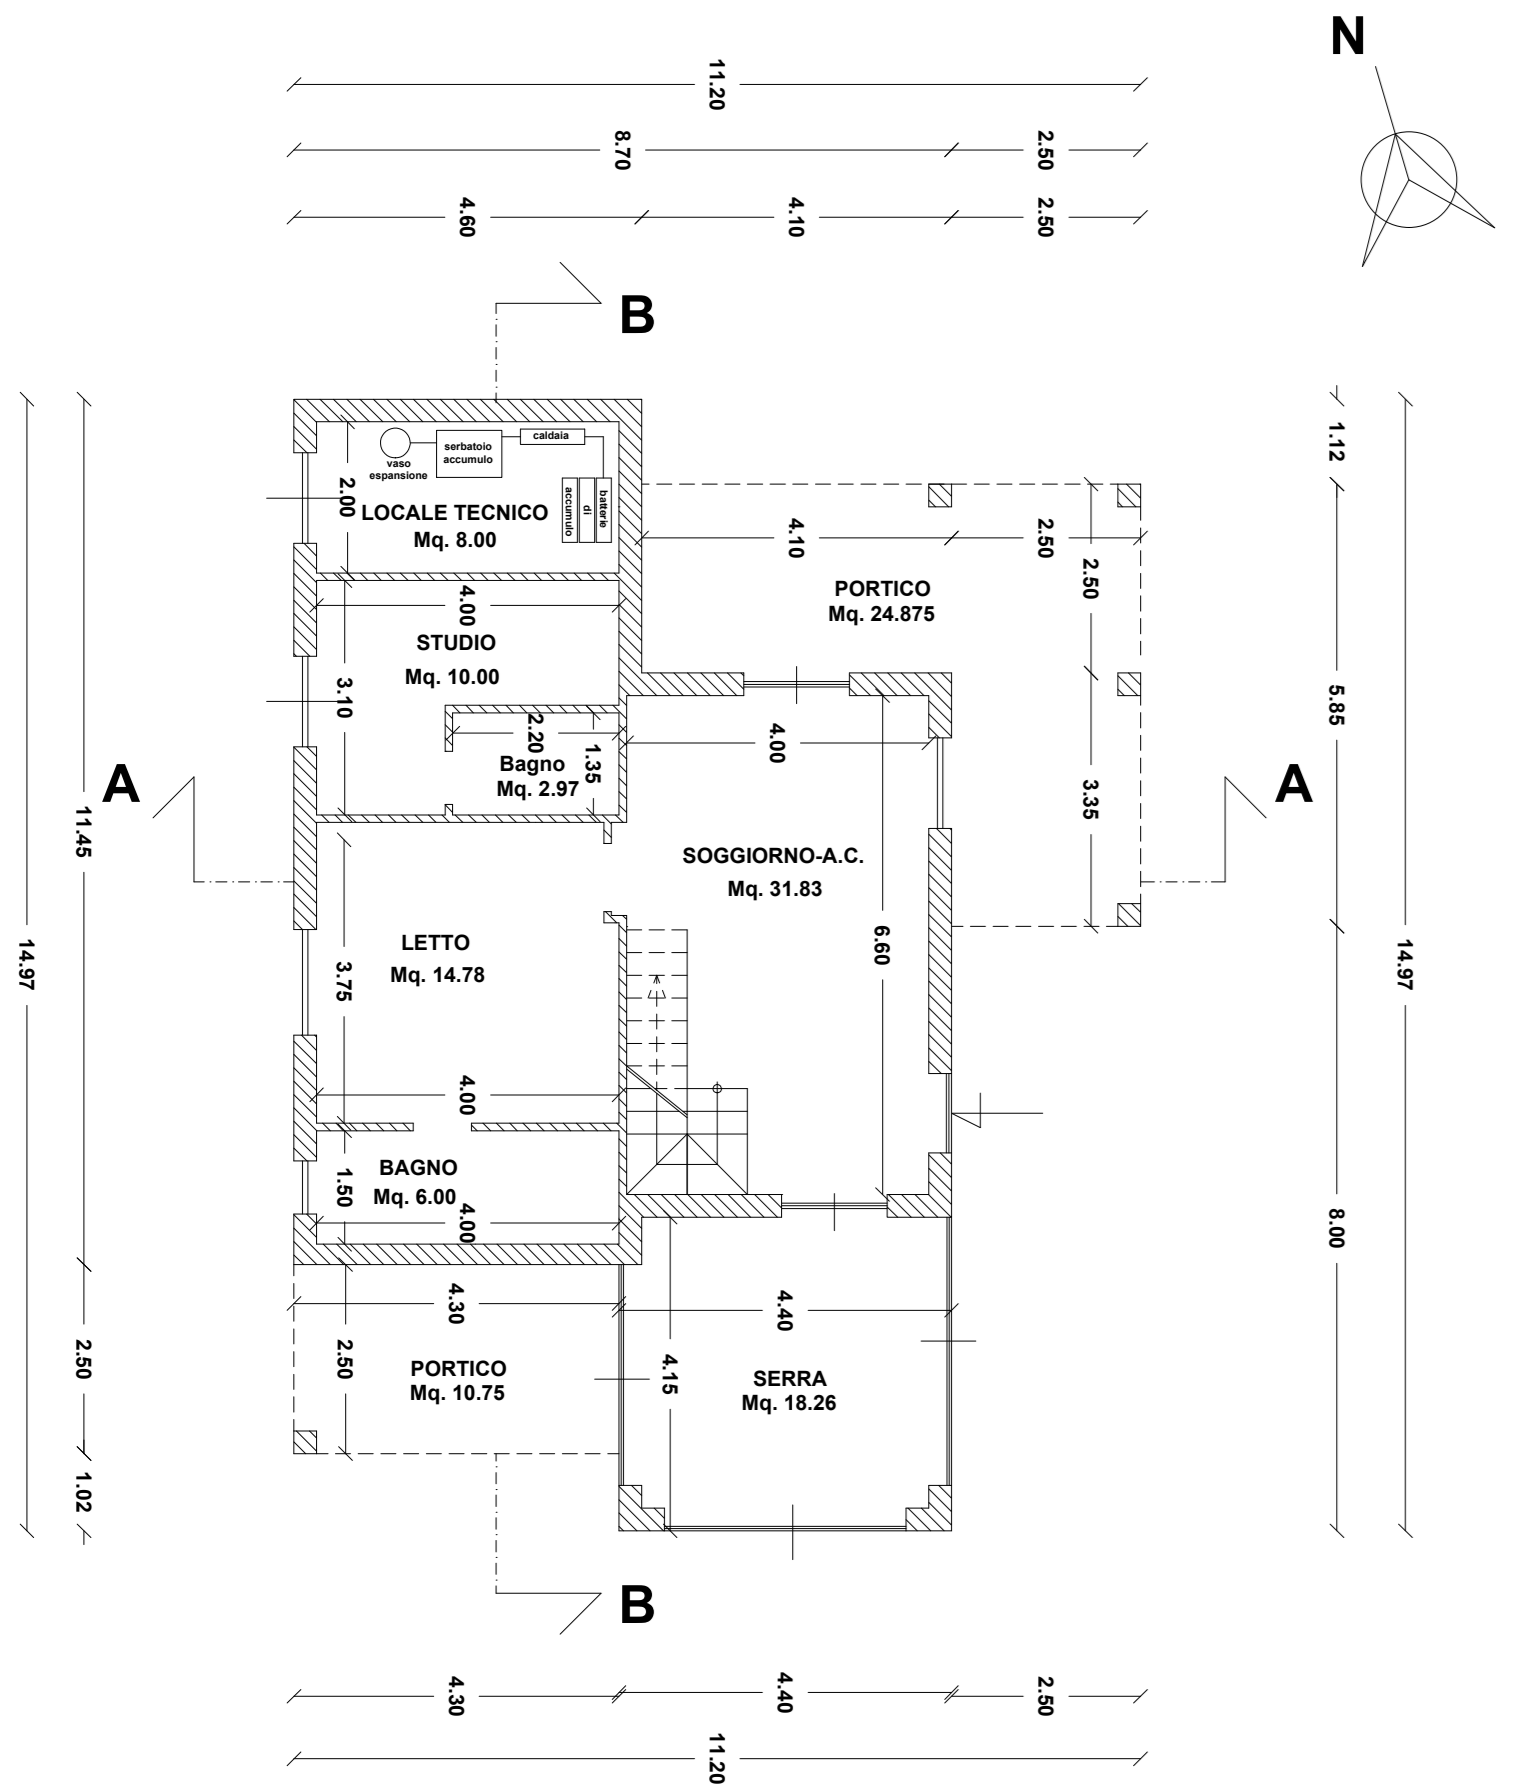 N
11.20
8.70
2.50
4.60
4.10
2.50
B
14.97
11.45
2.50
1.02
1.12
5.85
8.00
14.97
vaso
espansione
serbatoio
accumulo
caldaia
batterie
di
accumulo
2.00
LOCALE TECNICO
Mq. 8.00
4.10
2.50
2.50
PORTICO
Mq. 24.875
4.00
STUDIO
Mq. 10.00
3.10
2.20
1.35
Bagno
Mq. 2.97
4.00
3.35
A
A
SOGGIORNO-A.C.
Mq. 31.83
6.60
LETTO
Mq. 14.78
3.75
4.00
BAGNO
Mq. 6.00
1.50
4.00
4.30
4.40
2.50
PORTICO
Mq. 10.75
4.15
SERRA
Mq. 18.26
B
4.30
4.40
2.50
11.20